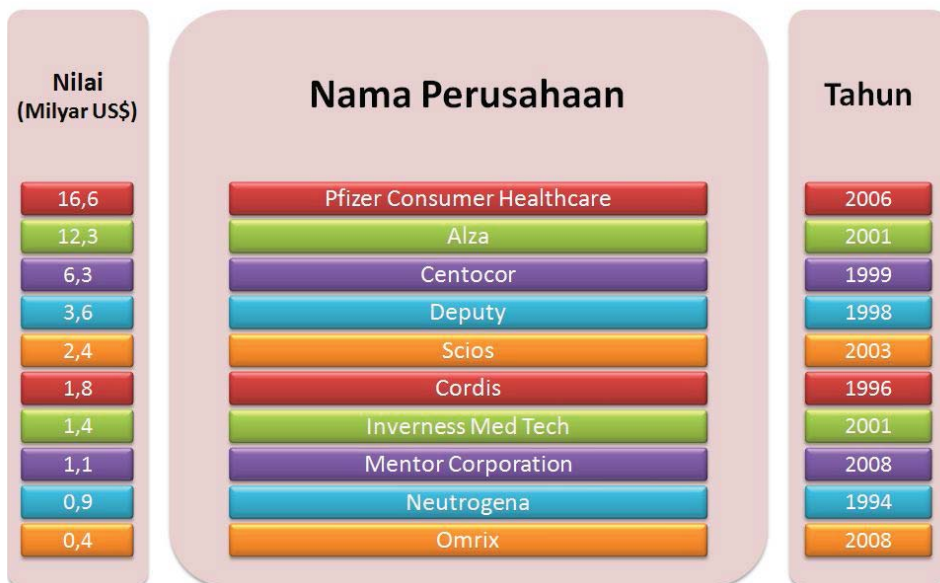 Nilai
(Milyar US$)
Nama Perusahaan
Tahun
16,6 Pfizer Consumer Healthcare 2006
12,3 Alza 2001
6,3 Centocor 1999
3,6 Deputy 1998
2,4 Scios 2003
1,8 Cordis 1996
1,4 Inverness Med Tech 2001
1,1 Mentor Corporation 2008
0,9 Neutrogena 1994
0,4 Omrix 2008